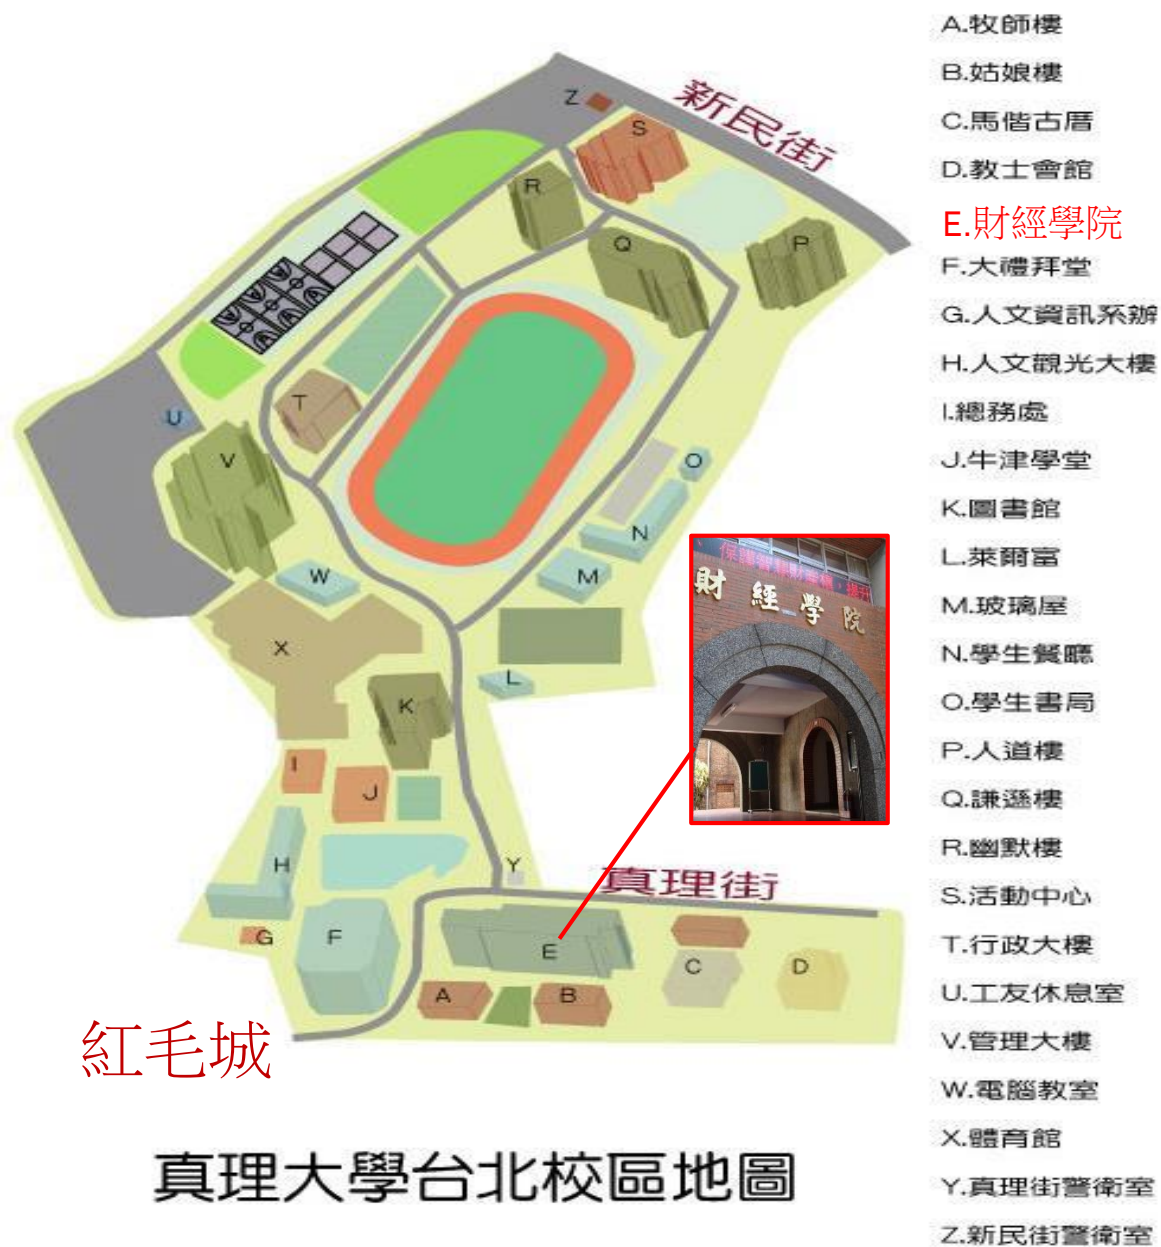 A.牧師樓
B.姑娘樓
C.馬偕古厝
D.教士會館
E.財經學院
F.大禮拜堂
G.人文資訊系辦
H.人文觀光大樓
I.總務處
J.牛津學堂
K.圖書館
L.萊爾富
M.玻璃屋
N.學生餐廳
O.學生書局
P.人道樓
Q.謙遜樓
R.幽默樓
S.活動中心
T.行政大樓
U.工友休息室
V.管理大樓
W.電腦教室
X.體育館
Y.真理街警衛室
Z.新民街警衛室
新民街
Z
S
R
Q
P
T
U
V
O
N
W
M
X
L
K
I
J
H
Y
真理街
G
F
E
C
D
A
B
財經學院
紅毛城
真理大學台北校區地圖